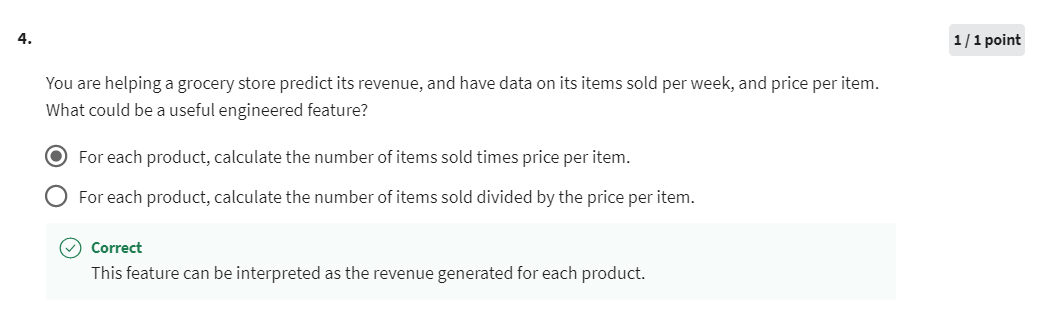 4.
1 / 1 point
You are helping a grocery store predict its revenue, and have data on its items sold per week, and price per item.
What could be a useful engineered feature?
For each product, calculate the number of items sold times price per item.
For each product, calculate the number of items sold divided by the price per item.
Correct
This feature can be interpreted as the revenue generated for each product.